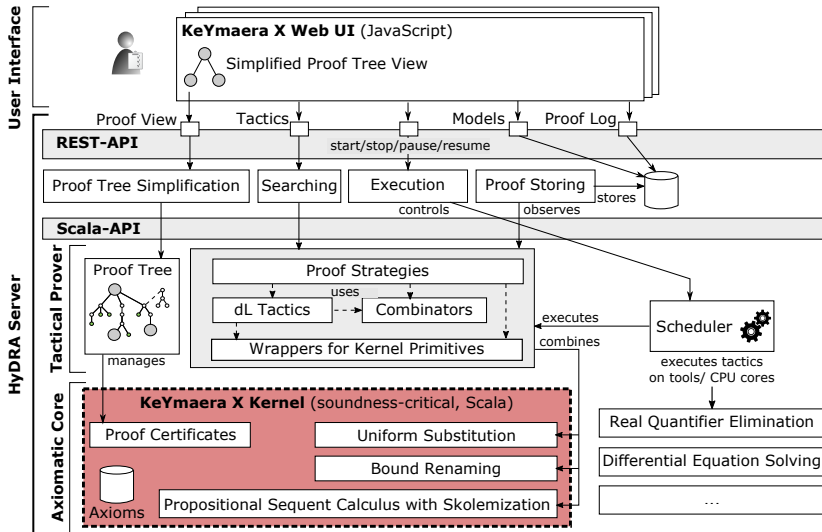 User Interface
KeYmaera X Web UI (JavaScript)
Simplified Proof Tree View
HyDRA Server
Proof View
Tactics
Models
Proof Log
REST-API
start/stop/pause/resume
Proof Tree Simplification
Searching
Execution
Proof Storing
stores
controls
observes
Scala-API
Tactical Prover
Proof Tree
manages
Proof Strategies
uses
dL Tactics
Combinators
Wrappers for Kernel Primitives
executes
combines
Scheduler
executes tactics
on tools/ CPU cores
Axiomatic Core
KeYmaera X Kernel (soundness-critical, Scala)
Proof Certificates
Uniform Substitution
Bound Renaming
Axioms
Propositional Sequent Calculus with Skolemization
Real Quantifier Elimination
Differential Equation Solving
...